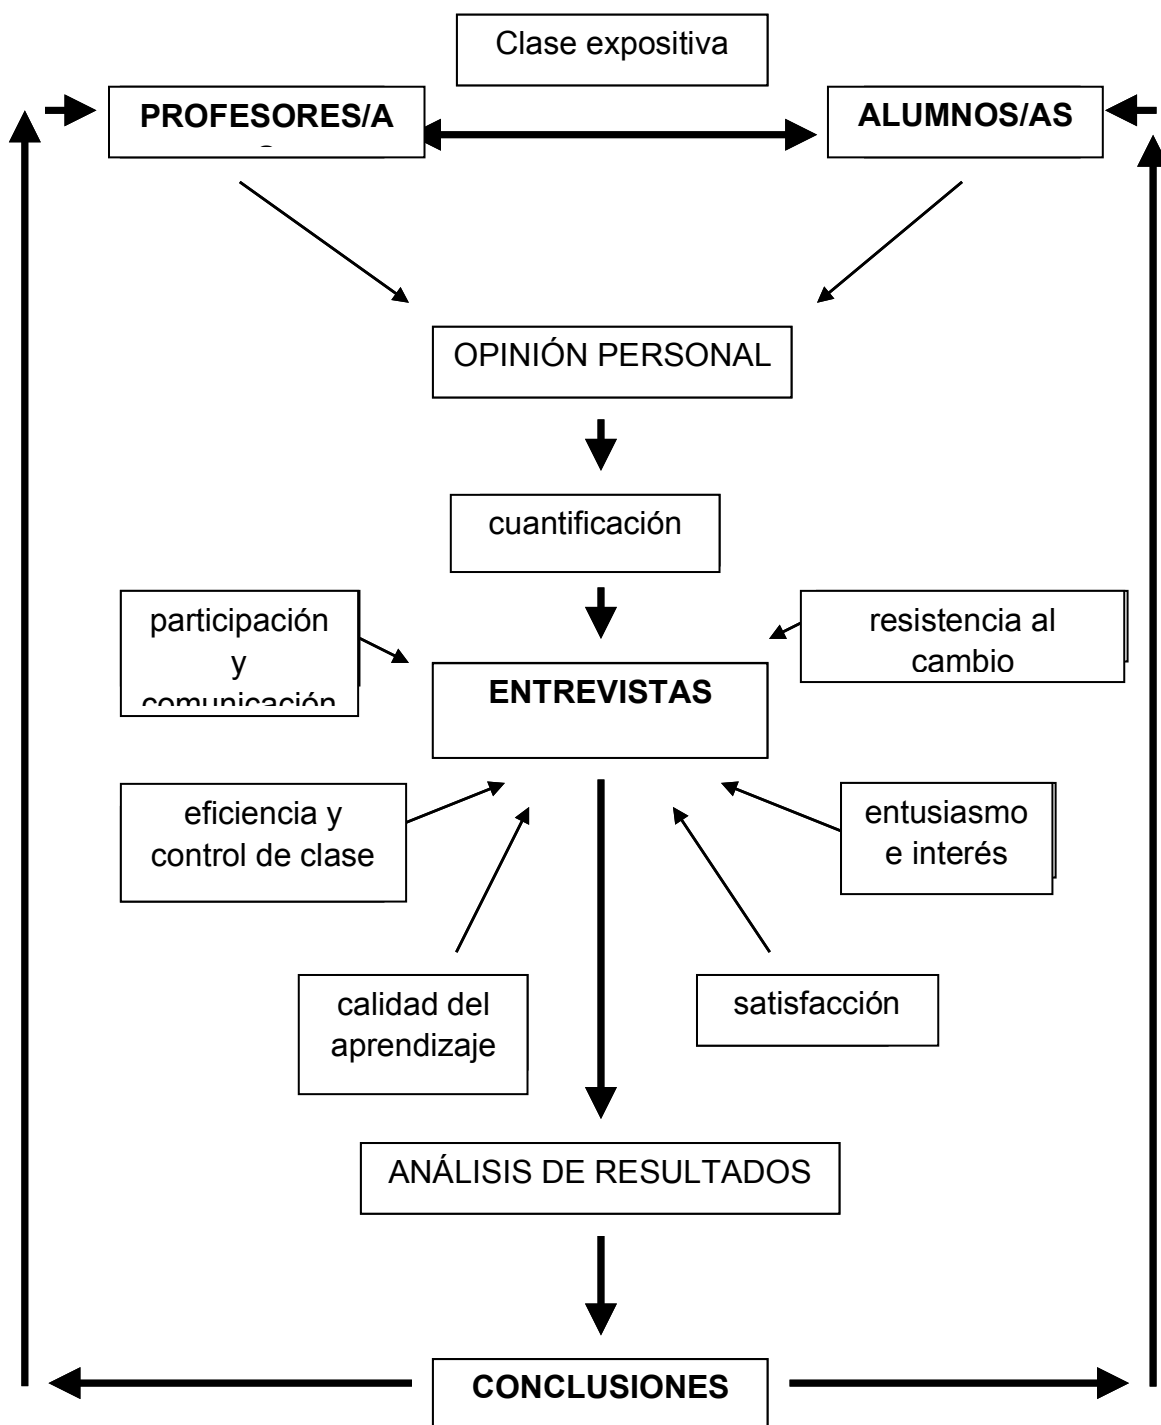 Clase expositiva
PROFESORES/A
ALUMNOS/AS
OPINIÓN PERSONAL
cuantificación
participación
y
comunicación
resistencia al
cambio
ENTREVISTAS
eficiencia y
control de clase
entusiasmo
e interés
calidad del
aprendizaje
satisfacción
ANÁLISIS DE RESULTADOS
CONCLUSIONES